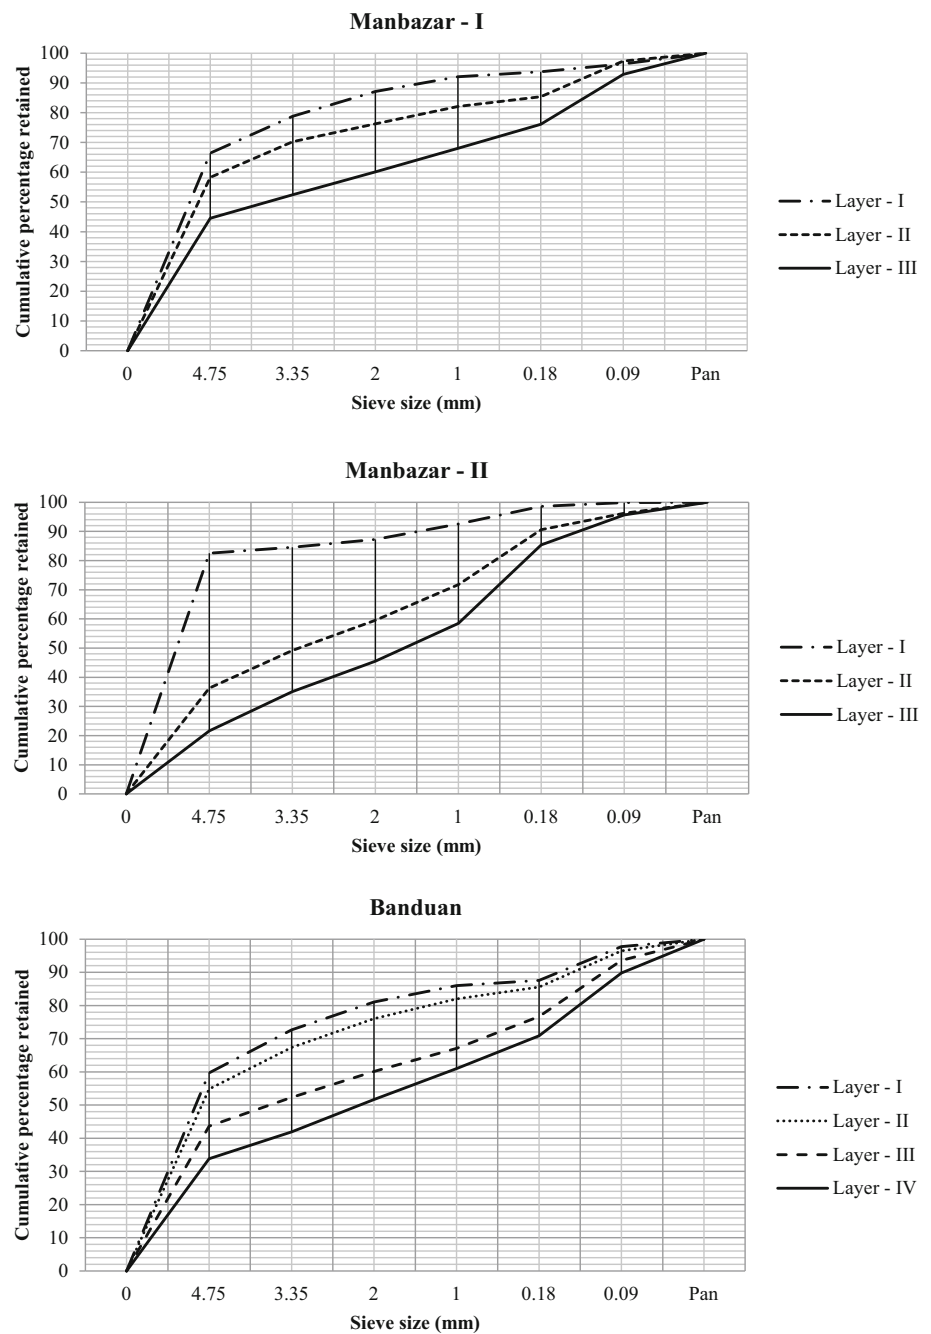 Manbazar - I
Cumulative percentage retained
100
90
80
70
60
50
40
30
20
10
0
0 4.75 3.35 2 1 0.18 0.09 Pan
Sieve size (mm)
Layer - I
Layer - II
Layer - III
Manbazar - II
Cumulative percentage retained
100
90
80
70
60
50
40
30
20
10
0
0 4.75 3.35 2 1 0.18 0.09 Pan
Sieve size (mm)
Layer - I
Layer - II
Layer - III
Banduan
Cumulative percentage retained
100
90
80
70
60
50
40
30
20
10
0
0 4.75 3.35 2 1 0.18 0.09 Pan
Sieve size (mm)
Layer - I
Layer - II
Layer - III
Layer - IV